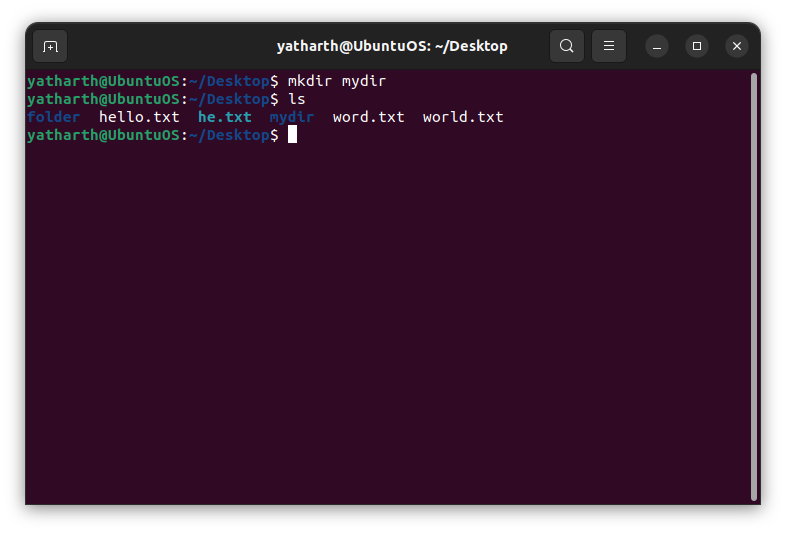 yatharth@UbuntuOS: ~/Desktop
yatharth@UbuntuOS:~/Desktop$ mkdir mydir
yatharth@UbuntuOS:~/Desktop$ ls
folder  hello.txt  he.txt  mydir  word.txt  world.txt
yatharth@UbuntuOS:~/Desktop$